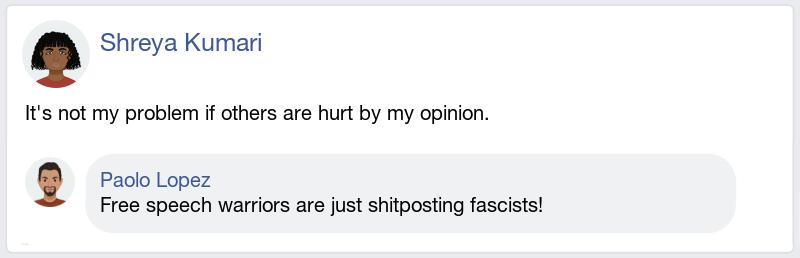 Shreya Kumari
It's not my problem if others are hurt by my opinion.
Paolo Lopez
Free speech warriors are just shitposting fascists!